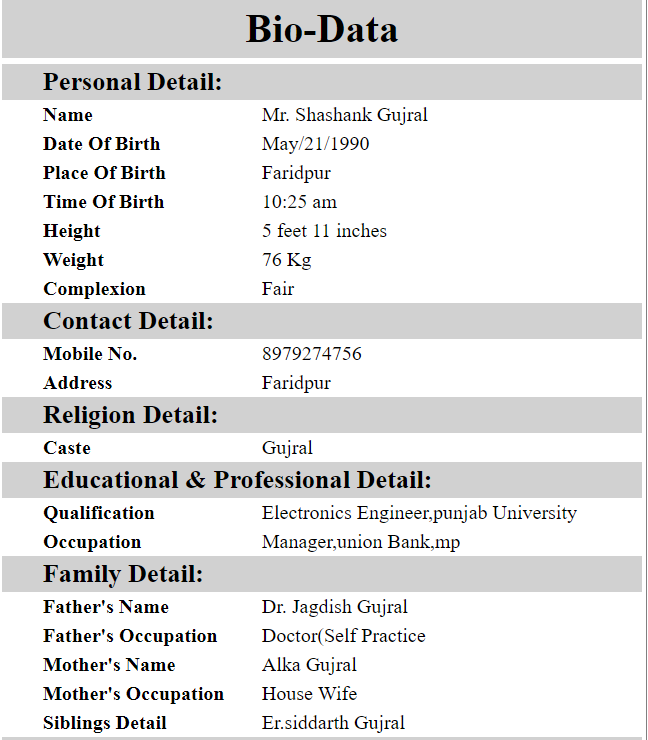 Bio-Data
Personal Detail:
Name Mr. Shashank Gujral
Date Of Birth May/21/1990
Place Of Birth Faridpur
Time Of Birth 10:25 am
Height 5 feet 11 inches
Weight 76 Kg
Complexion Fair
Contact Detail:
Mobile No. 8979274756
Address Faridpur
Religion Detail:
Caste Gujral
Educational & Professional Detail:
Qualification Electronics Engineer,punjab University
Occupation Manager,union Bank,mp
Family Detail:
Father's Name Dr. Jagdish Gujral
Father's Occupation Doctor(Self Practice
Mother's Name Alka Gujral
Mother's Occupation House Wife
Siblings Detail Er.siddarth Gujral